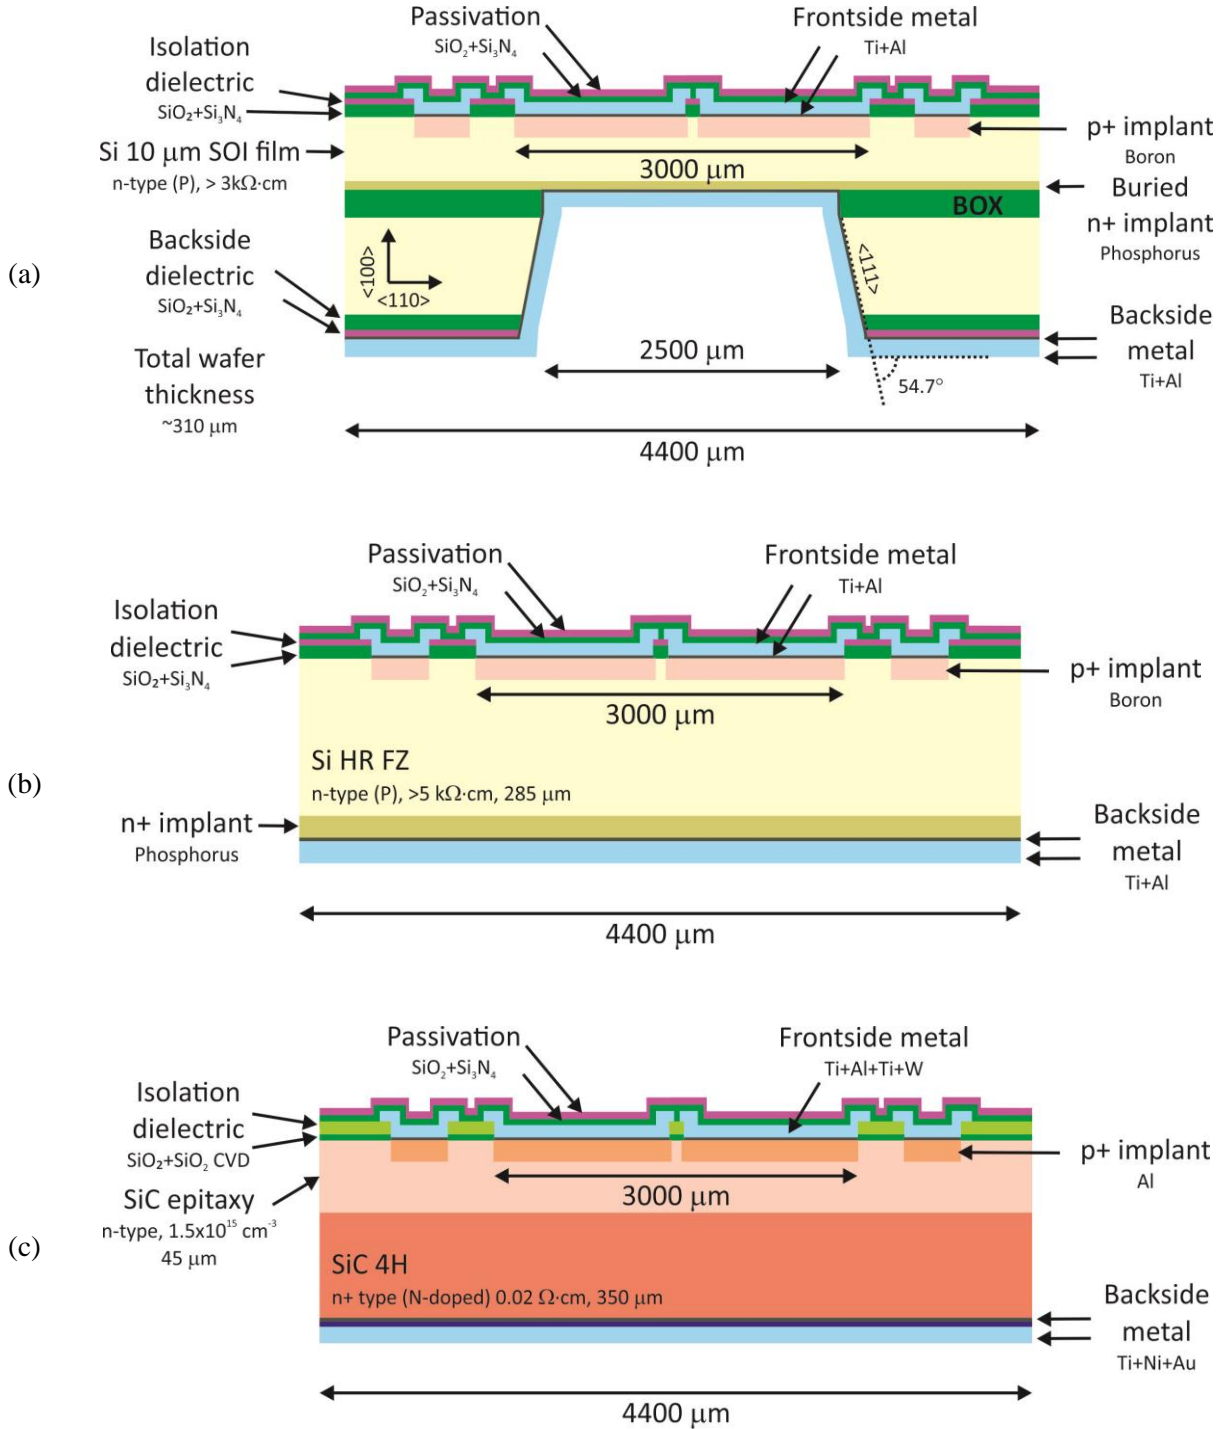 (a)
Passivation
SiO₂+Si₃N₄
Frontside metal
Ti+Al
Isolation
dielectric
SiO₂+Si₃N₄
Si 10 μm SOI film
n-type (P), > 3kΩ·cm
3000 μm
p+ implant
Boron
Buried
n+ implant
Phosphorus
BOX
Backside
dielectric
SiO₂+Si₃N₄
<100>
<110>
<111>
Total wafer
thickness
~310 μm
2500 μm
54.7°
Backside
metal
Ti+Al
4400 μm
(b)
Passivation
SiO₂+Si₃N₄
Frontside metal
Ti+Al
Isolation
dielectric
SiO₂+Si₃N₄
p+ implant
Boron
3000 μm
Si HR FZ
n-type (P), >5 kΩ·cm, 285 μm
n+ implant
Phosphorus
Backside
metal
Ti+Al
4400 μm
(c)
Passivation
SiO₂+Si₃N₄
Frontside metal
Ti+Al+Ti+W
Isolation
dielectric
SiO₂+SiO₂ CVD
p+ implant
Al
SiC epitaxy
n-type, 1.5x10¹⁵ cm⁻³
45 μm
3000 μm
SiC 4H
n+ type (N-doped) 0.02 Ω·cm, 350 μm
Backside
metal
Ti+Ni+Au
4400 μm